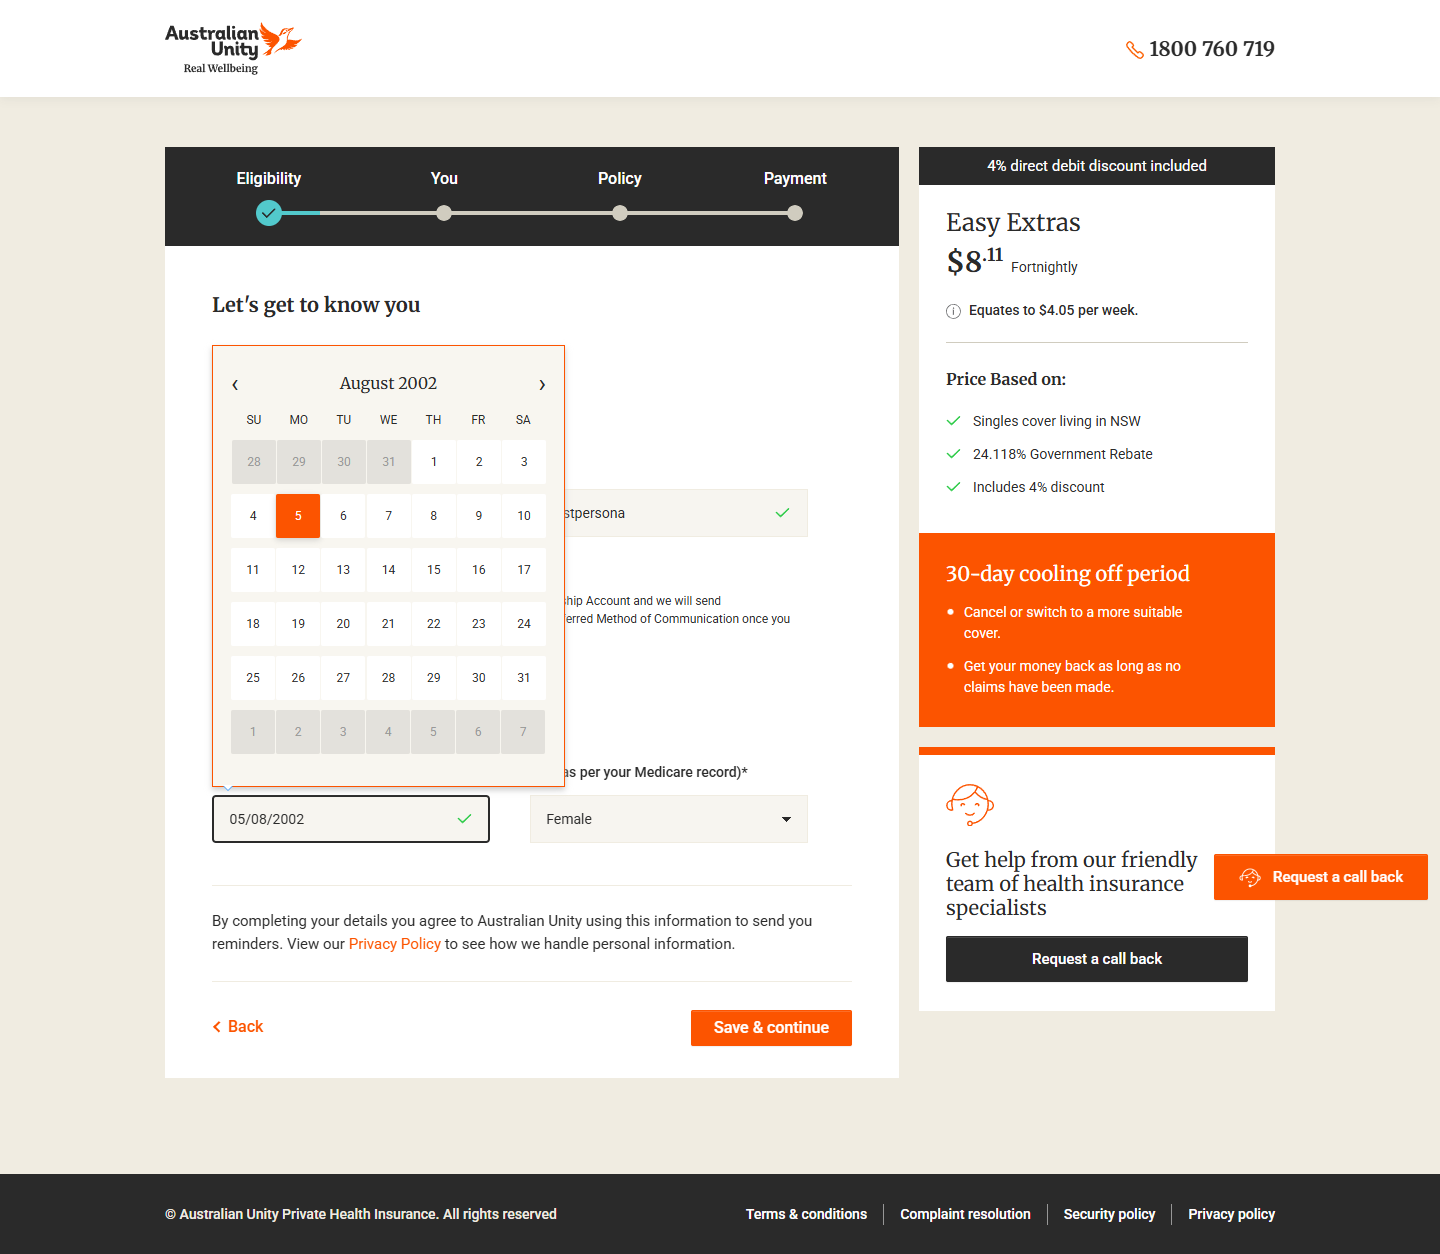 Australian
Unity
Real Wellbeing
1800 760 719
Eligibility
You
Policy
Payment
Let's get to know you
‹ August 2002 ›
SU MO TU WE TH FR SA
28 29 30 31 1 2 3
4 5 6 7 8 9 10
11 12 13 14 15 16 17
18 19 20 21 22 23 24
25 26 27 28 29 30 31
1 2 3 4 5 6 7
stpersona
ship Account and we will send
ferred Method of Communication once you
as per your Medicare record)*
05/08/2002
Female
By completing your details you agree to Australian Unity using this information to send you
reminders. View our Privacy Policy to see how we handle personal information.
Back
Save & continue
4% direct debit discount included
Easy Extras
$8.11 Fortnightly
Equates to $4.05 per week.
Price Based on:
Singles cover living in NSW
24.118% Government Rebate
Includes 4% discount
30-day cooling off period
Cancel or switch to a more suitable
cover.
Get your money back as long as no
claims have been made.
Get help from our friendly
team of health insurance
specialists
Request a call back
Request a call back
© Australian Unity Private Health Insurance. All rights reserved
Terms & conditions
Complaint resolution
Security policy
Privacy policy